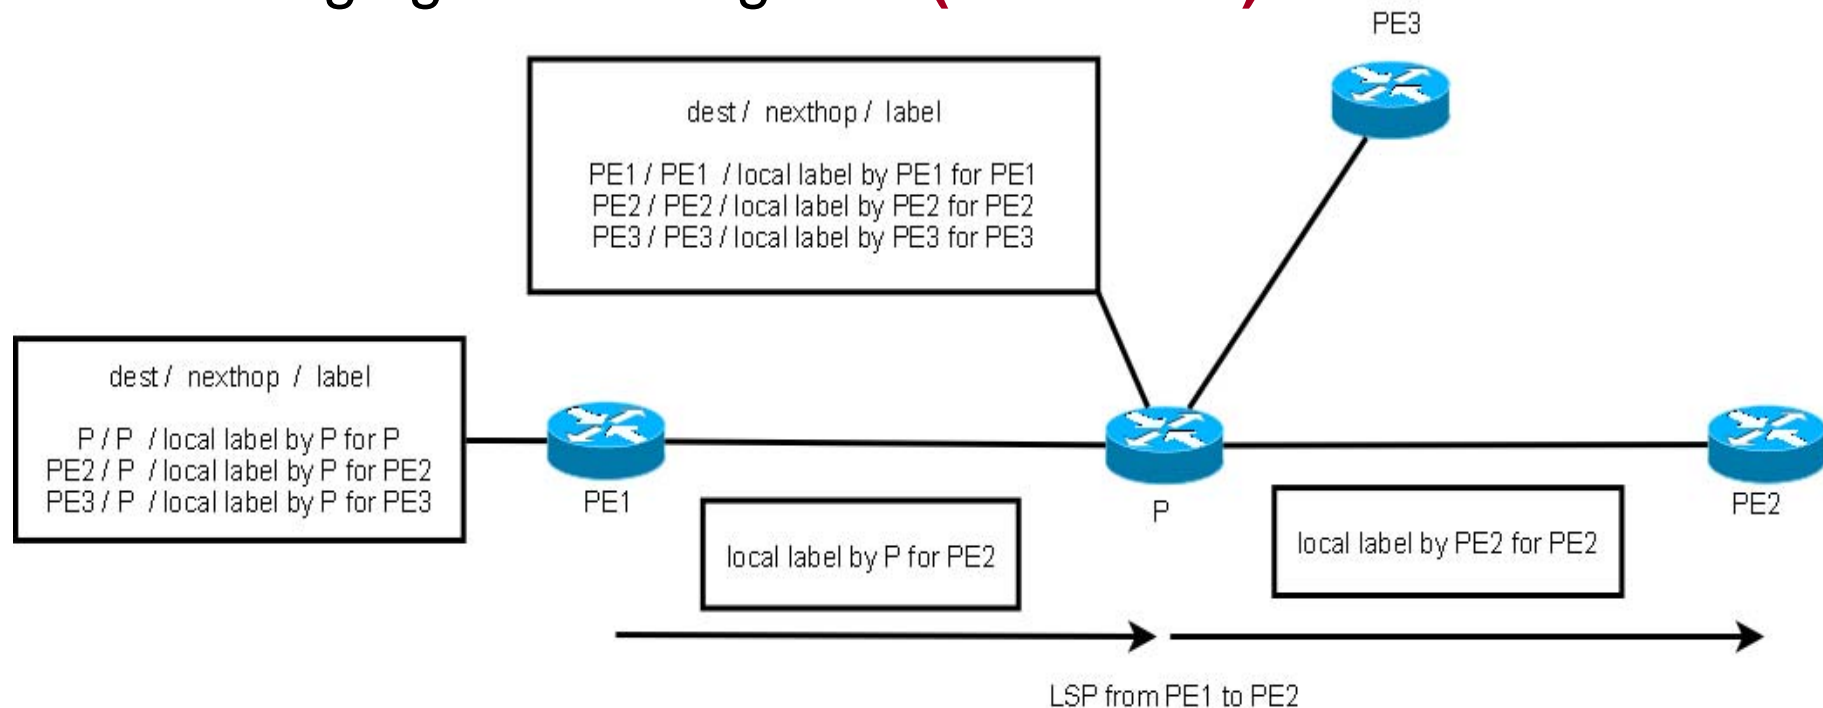 PE3
dest / nexthop / label
PE1 / PE1 / local label by PE1 for PE1
PE2 / PE2 / local label by PE2 for PE2
PE3 / PE3 / local label by PE3 for PE3
dest / nexthop / label
P / P / local label by P for P
PE2 / P / local label by P for PE2
PE3 / P / local label by P for PE3
PE1
P
PE2
local label by P for PE2
local label by PE2 for PE2
LSP from PE1 to PE2